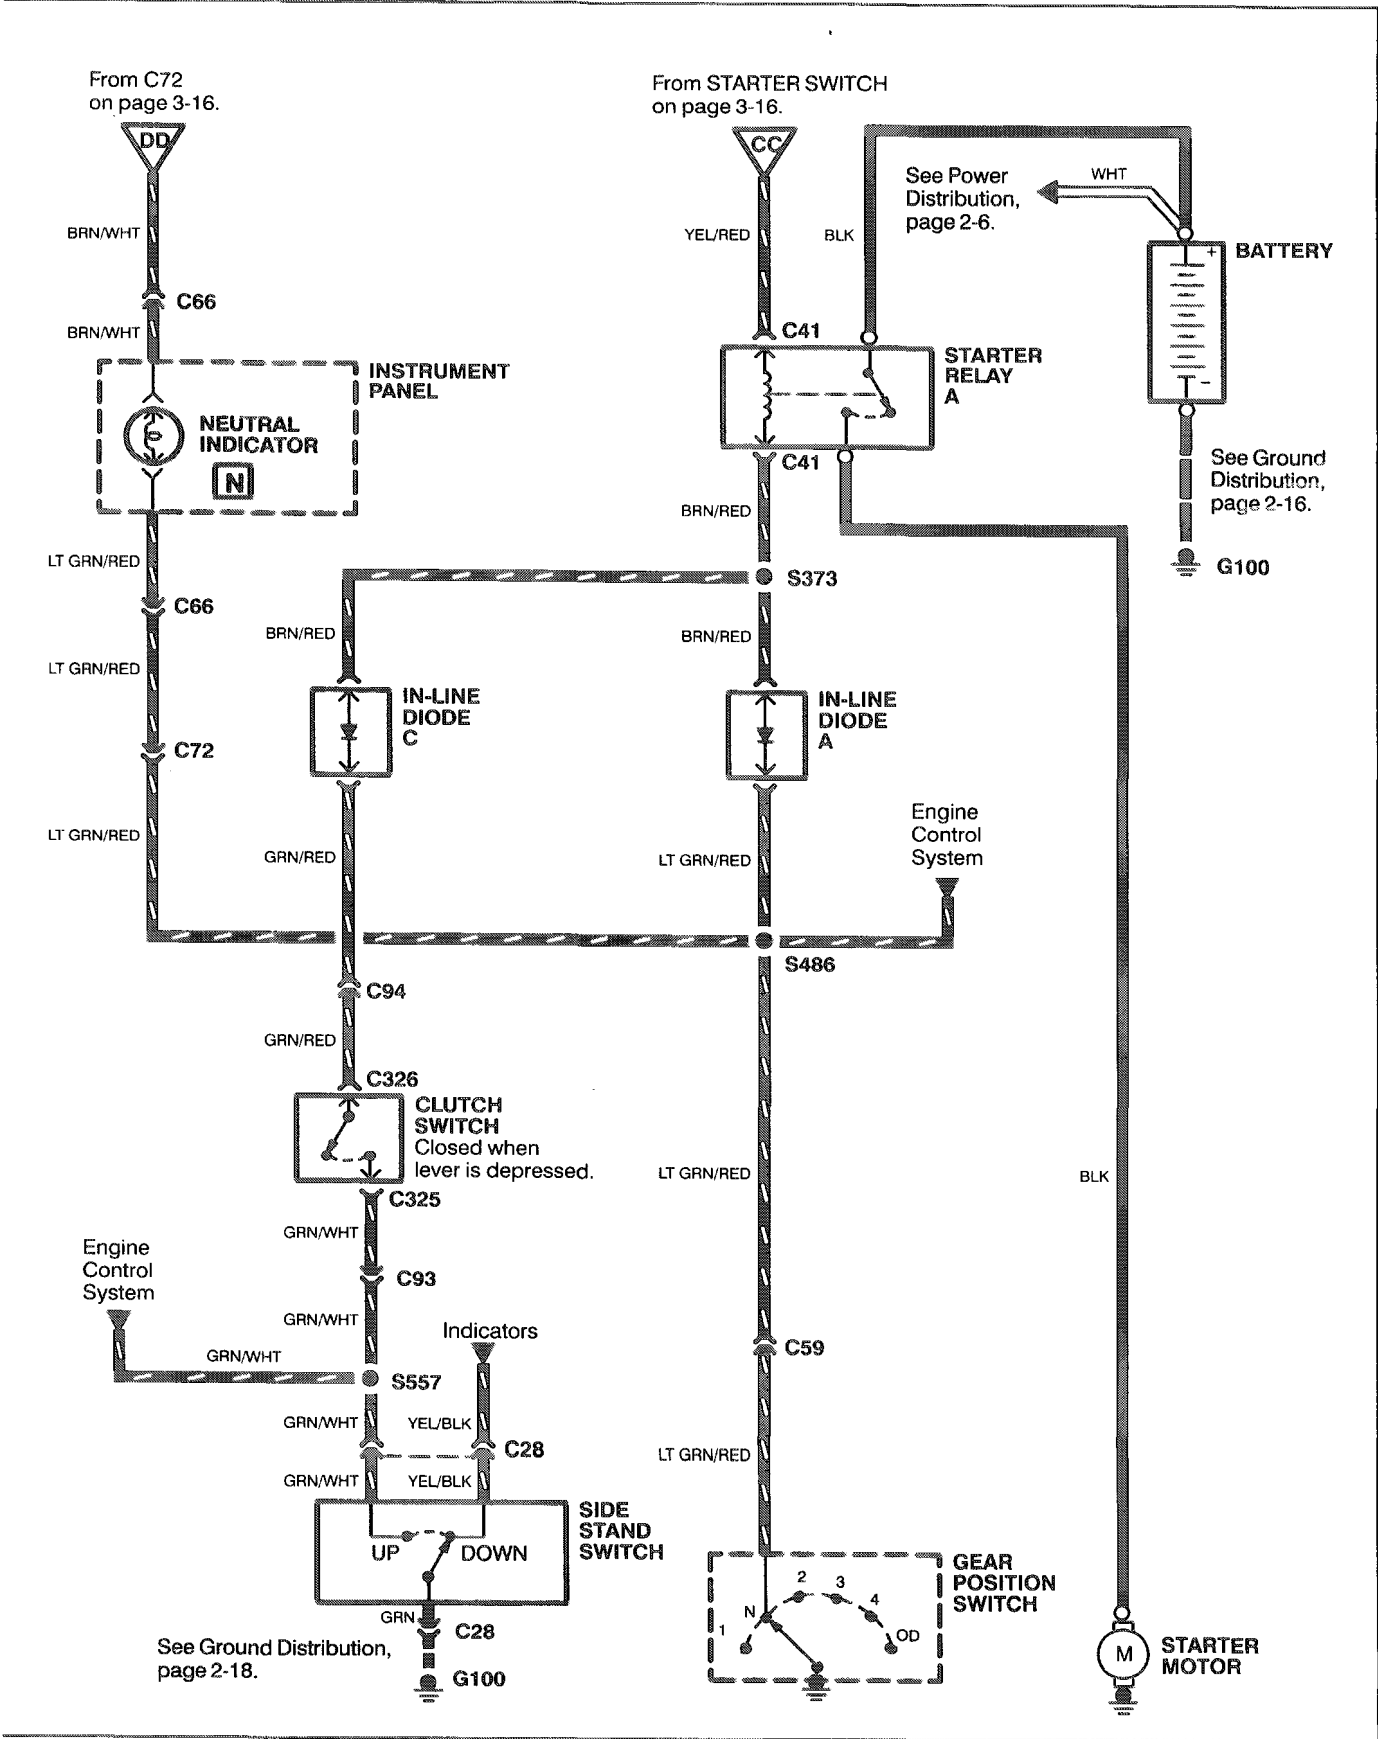 From C72
on page 3-16.
DD
BRN/WHT
C66
BRN/WHT
INSTRUMENT
PANEL
NEUTRAL
INDICATOR
N
LT GRN/RED
C66
LT GRN/RED
C72
LT GRN/RED
From STARTER SWITCH
on page 3-16.
CC
YEL/RED
BLK
See Power
Distribution,
page 2-6.
WHT
+
BATTERY
-
C41
STARTER
RELAY
A
C41
See Ground
Distribution,
page 2-16.
G100
BRN/RED
S373
BRN/RED
BRN/RED
IN-LINE
DIODE
C
IN-LINE
DIODE
A
GRN/RED
LT GRN/RED
Engine
Control
System
S486
C94
GRN/RED
C326
CLUTCH
SWITCH
Closed when
lever is depressed.
C325
GRN/WHT
C93
GRN/WHT
LT GRN/RED
BLK
Engine
Control
System
GRN/WHT
Indicators
S557
GRN/WHT
YEL/BLK
C28
GRN/WHT
YEL/BLK
SIDE
STAND
SWITCH
UP
DOWN
GRN
C28
See Ground Distribution,
page 2-18.
G100
C59
LT GRN/RED
GEAR
POSITION
SWITCH
1
N
2
3
4
OD
M
STARTER
MOTOR